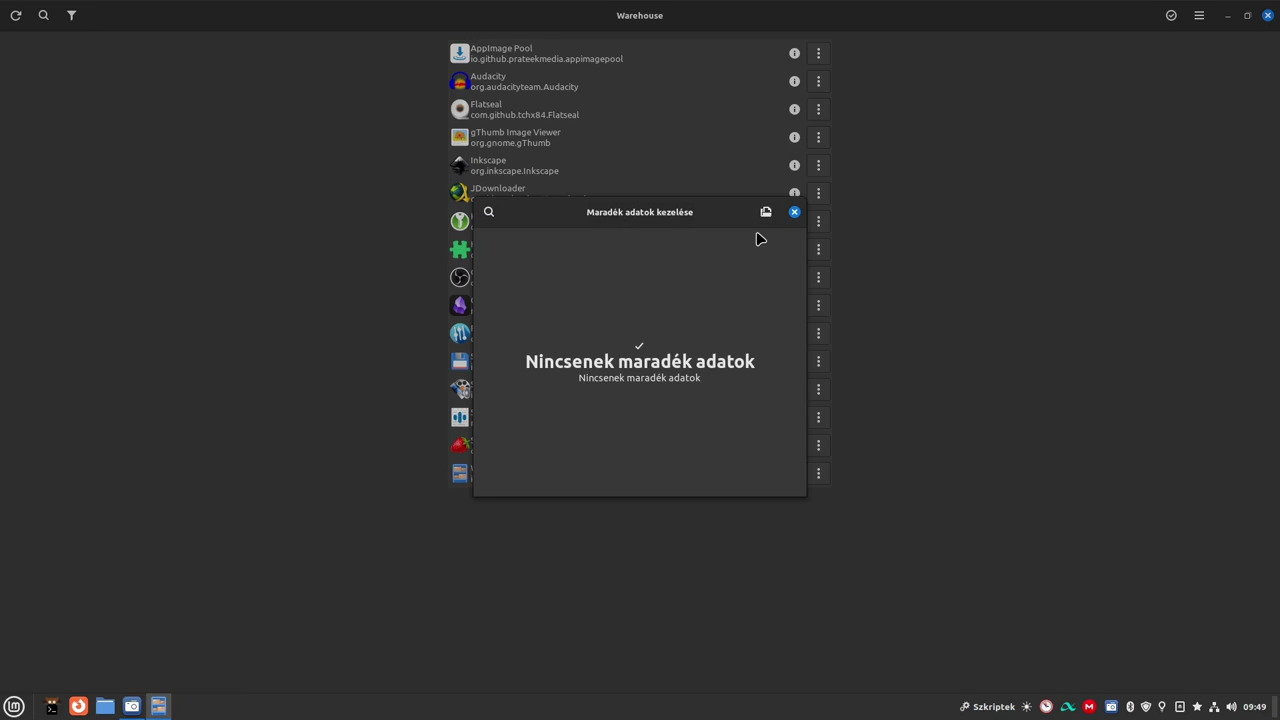 Warehouse
AppImage Pool
io.github.prateekmedia.appimagepool
Audacity
org.audacityteam.Audacity
Flatseal
com.github.tchx84.Flatseal
gThumb Image Viewer
org.gnome.gThumb
Inkscape
org.inkscape.Inkscape
JDownloader
Maradék adatok kezelése
Nincsenek maradék adatok
Nincsenek maradék adatok
Szkriptek
09:49